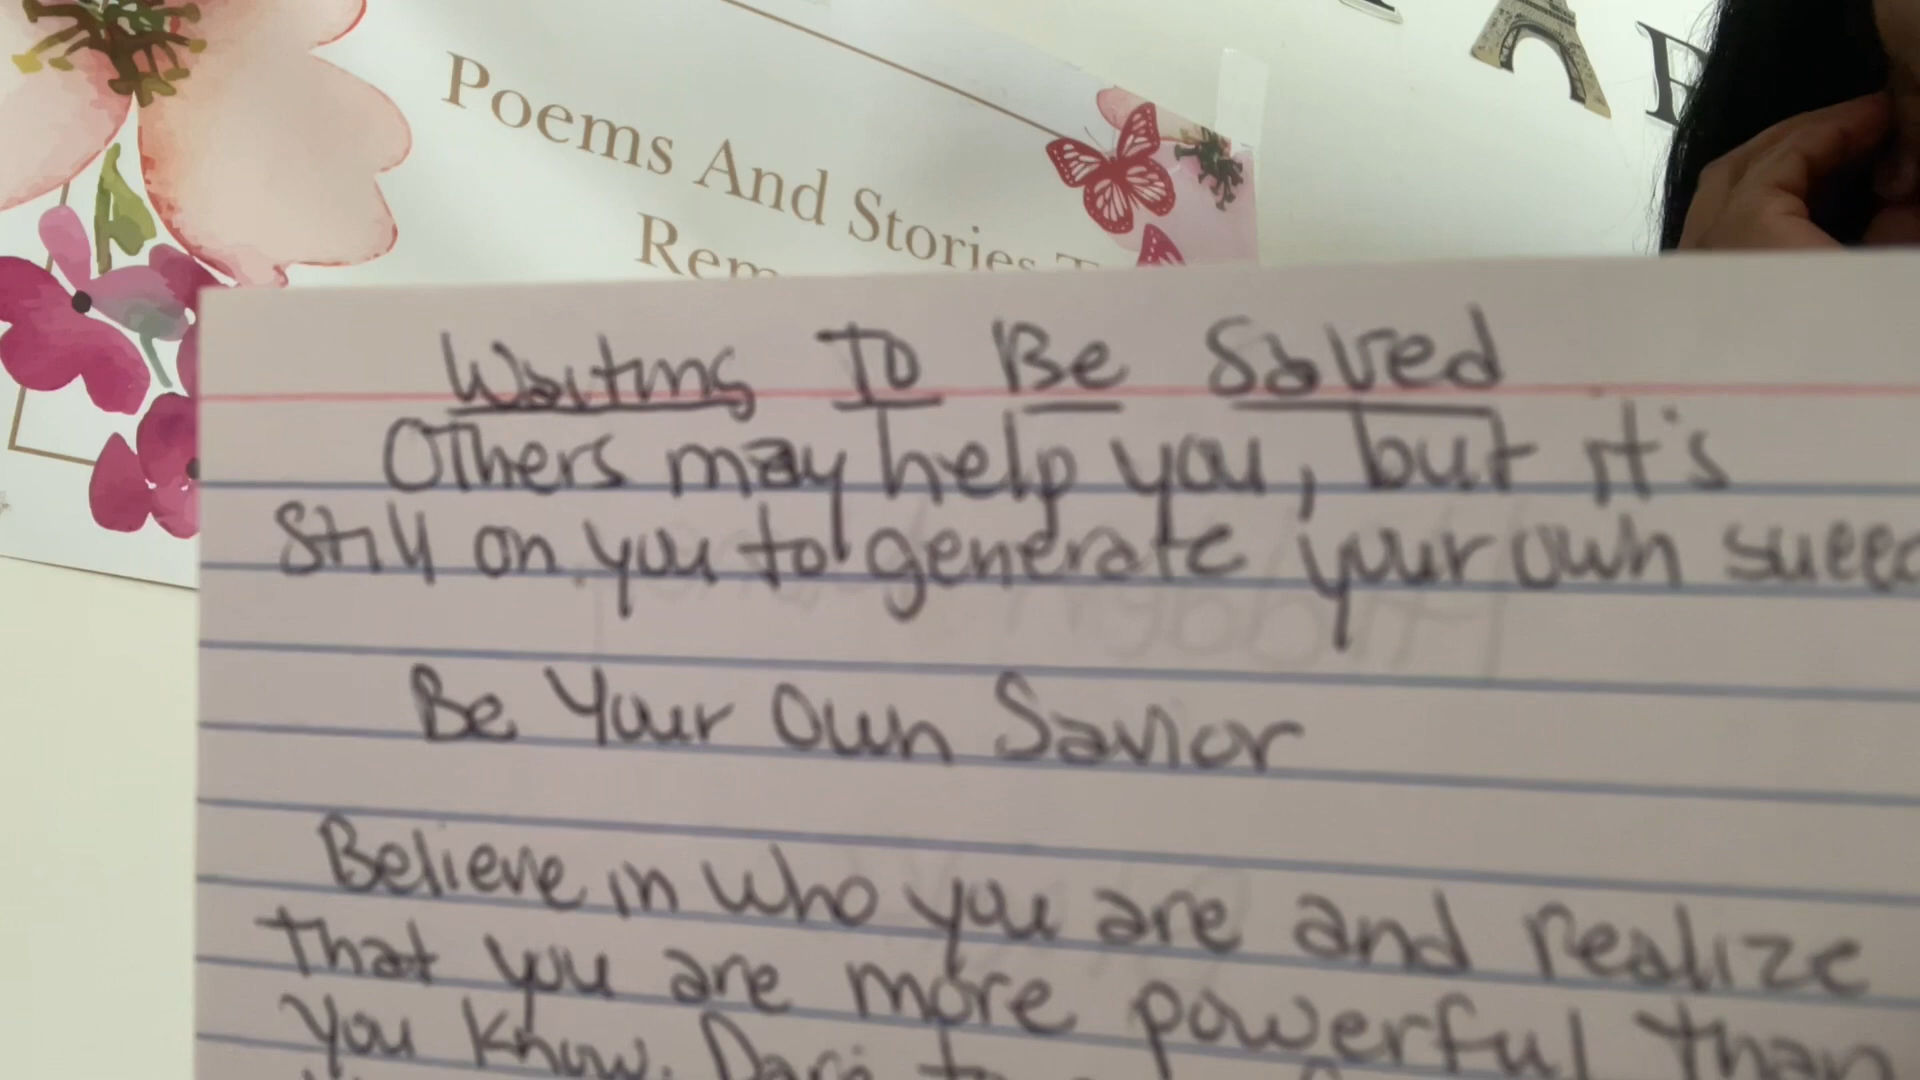 Poems And Stories
Waiting To Be Saved
Others may help you, but it's
Still on you to generate your own
Be Your Own Savior
Believe in who you are and realize
That you are more powerful than
you know.